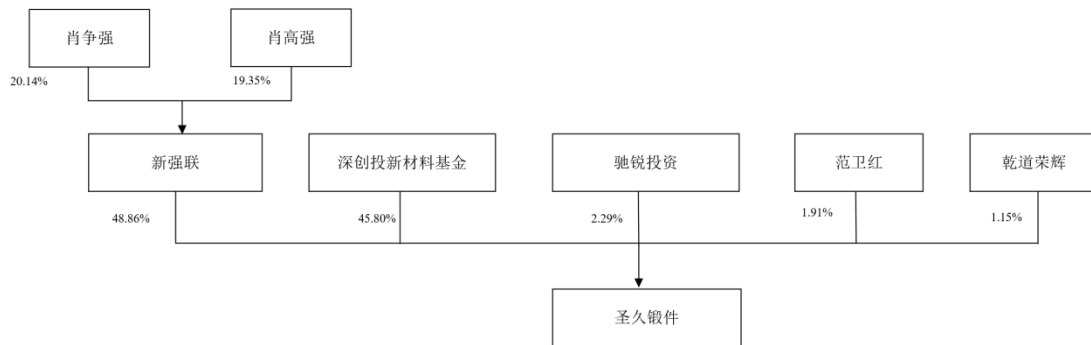 肖争强
肖高强
20.14%
19.35%
新强联
深创投新材料基金
驰锐投资
范卫红
乾道荣辉
48.86%
45.80%
2.29%
1.91%
1.15%
圣久锻件